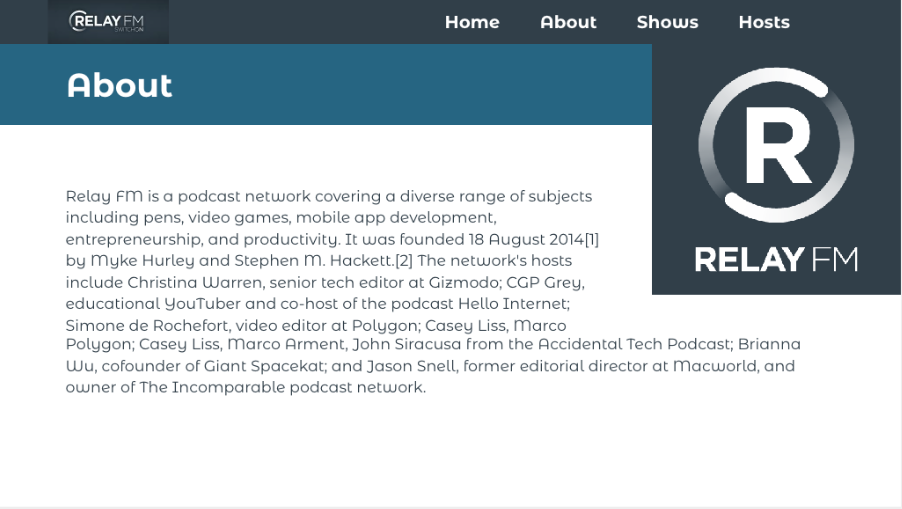 RELAY FM
SWITCHON
Home About Shows Hosts
About
Relay FM is a podcast network covering a diverse range of subjects
including pens, video games, mobile app development,
entrepreneurship, and productivity. It was founded 18 August 2014[1]
by Myke Hurley and Stephen M. Hackett.[2] The network's hosts
include Christina Warren, senior tech editor at Gizmodo; CGP Grey,
educational YouTuber and co-host of the podcast Hello Internet;
Simone de Rochefort, video editor at Polygon; Casey Liss, Marco
Polygon; Casey Liss, Marco Arment, John Siracusa from the Accidental Tech Podcast; Brianna
Wu, cofounder of Giant Spacekat; and Jason Snell, former editorial director at Macworld, and
owner of The Incomparable podcast network.
R
RELAY FM